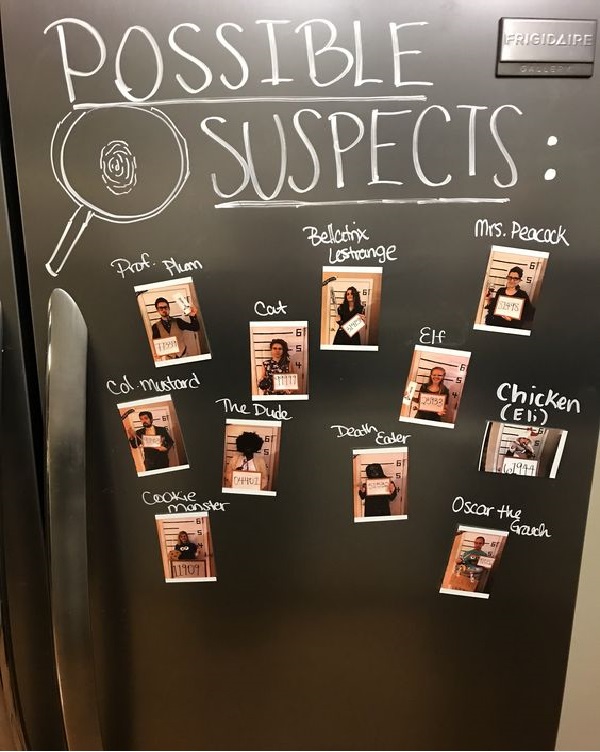 POSSIBLE
SUSPECTS:
FRIGIDAIRE
GALLERY
Prof. Plum
Cat
Bellatrix
Lestrange
Mrs. Peacock
Col. Mustard
The Dude
Elf
Death Eater
Chicken
(Eli)
Cookie
Monster
Oscar the
Grouch